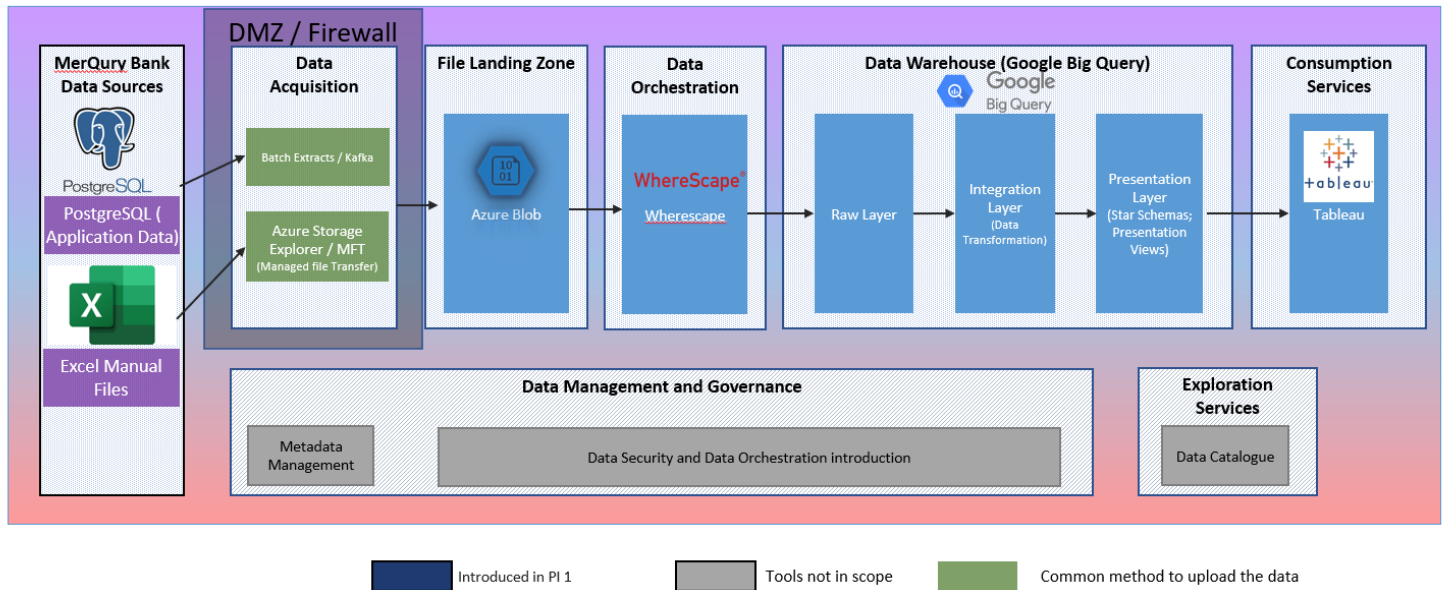 DMZ / Firewall
MerQury Bank
Data Sources
PostgreSQL
PostgreSQL (
Application Data)
X
Excel Manual
Files
Data
Acquisition
Batch Extracts / Kafka
Azure Storage
Explorer / MFT
(Managed file Transfer)
File Landing Zone
10
01
Azure Blob
Data
Orchestration
WhereScape®
Wherescape
Data Warehouse (Google Big Query)
Google
Big Query
Raw Layer
Integration
Layer
(Data
Transformation)
Presentation
Layer
(Star Schemas;
Presentation
Views)
Consumption
Services
+ableau
Tableau
Data Management and Governance
Metadata
Management
Data Security and Data Orchestration introduction
Exploration
Services
Data Catalogue
Introduced in PI 1
Tools not in scope
Common method to upload the data